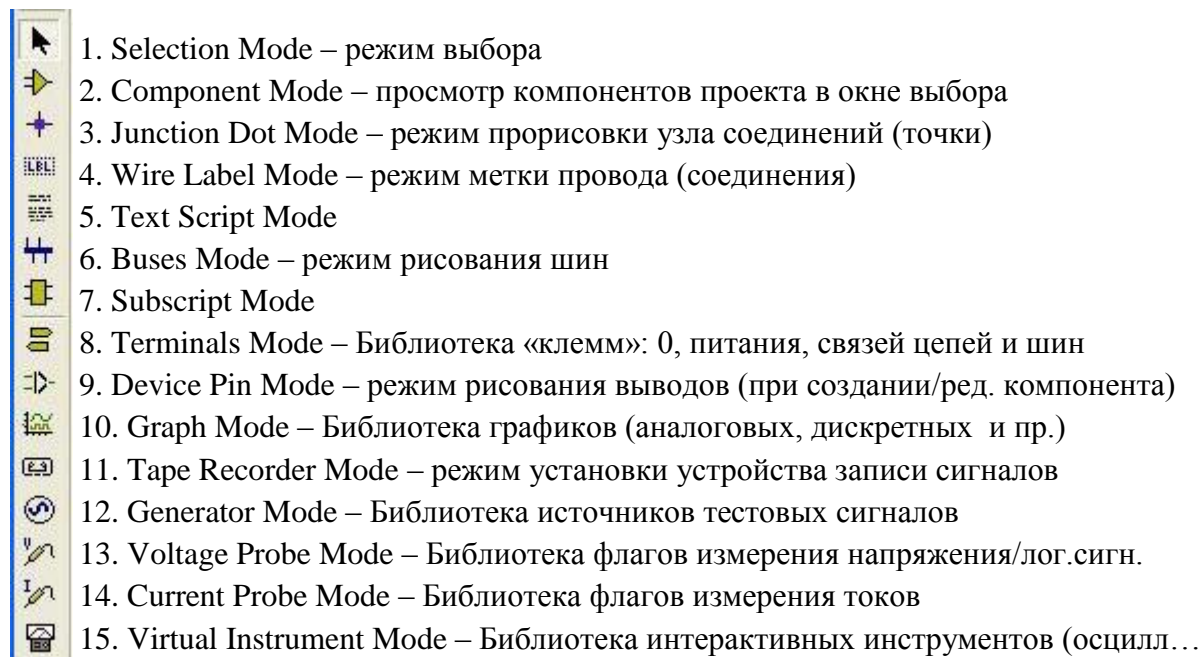 1. Selection Mode – режим выбора
2. Component Mode – просмотр компонентов проекта в окне выбора
3. Junction Dot Mode – режим прорисовки узла соединений (точки)
LBL
4. Wire Label Mode – режим метки провода (соединения)
5. Text Script Mode
6. Buses Mode – режим рисования шин
7. Subscript Mode
8. Terminals Mode – Библиотека «клемм»: 0, питания, связей цепей и шин
9. Device Pin Mode – режим рисования выводов (при создании/ред. компонента)
10. Graph Mode – Библиотека графиков (аналоговых, дискретных и пр.)
11. Tape Recorder Mode – режим установки устройства записи сигналов
12. Generator Mode – Библиотека источников тестовых сигналов
V
13. Voltage Probe Mode – Библиотека флагов измерения напряжения/лог.сигн.
I
14. Current Probe Mode – Библиотека флагов измерения токов
15. Virtual Instrument Mode – Библиотека интерактивных инструментов (осцилл…